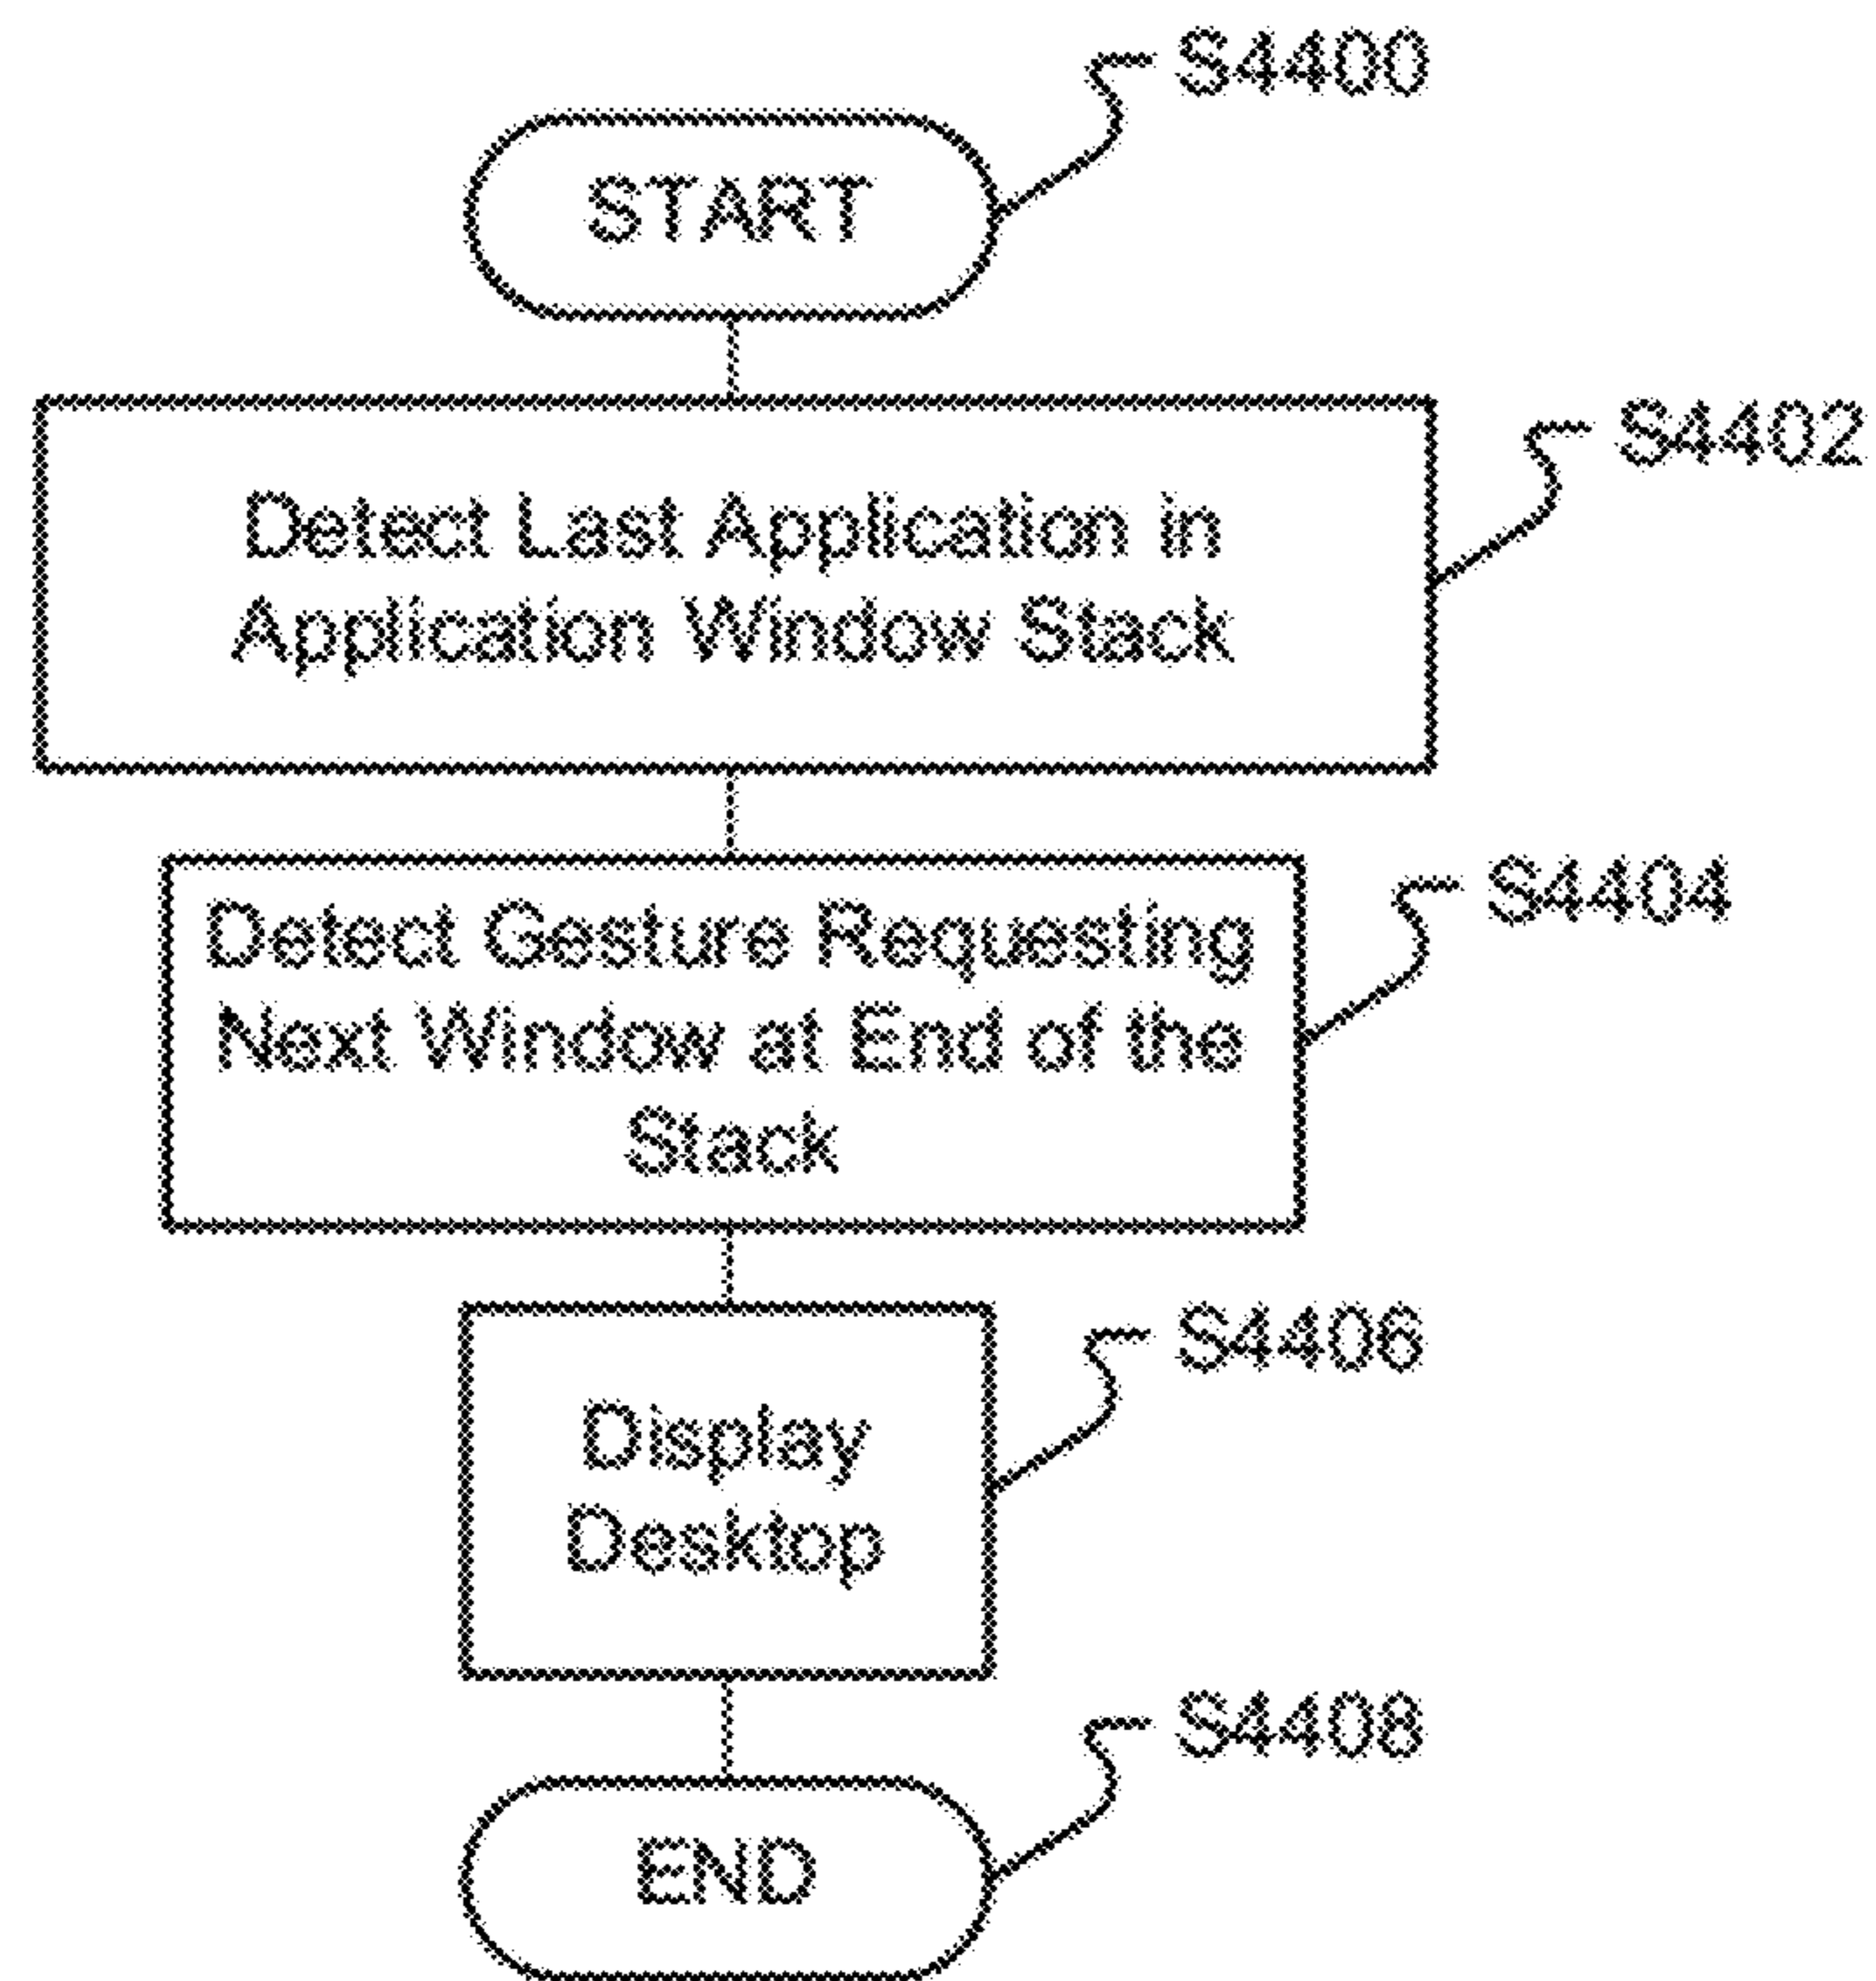 S4400
START
S4402
Detect Last Application in
Application Window Stack
S4404
Detect Gesture Requesting
Next Window at End of the
Stack
S4406
Display
Desktop
S4408
END